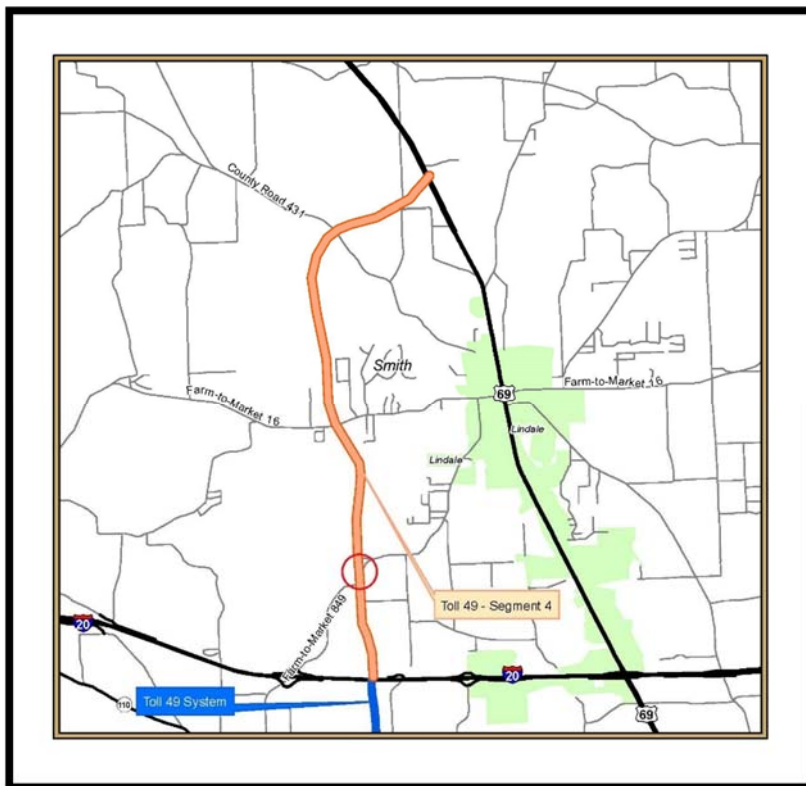 County Road 431
Smith
Farm-to-Market 16
Farm-to-Market 16
69
Lindale
Lindale
Toll 49 - Segment 4
Farm-to-Market 849
20
20
110
Toll 49 System
69